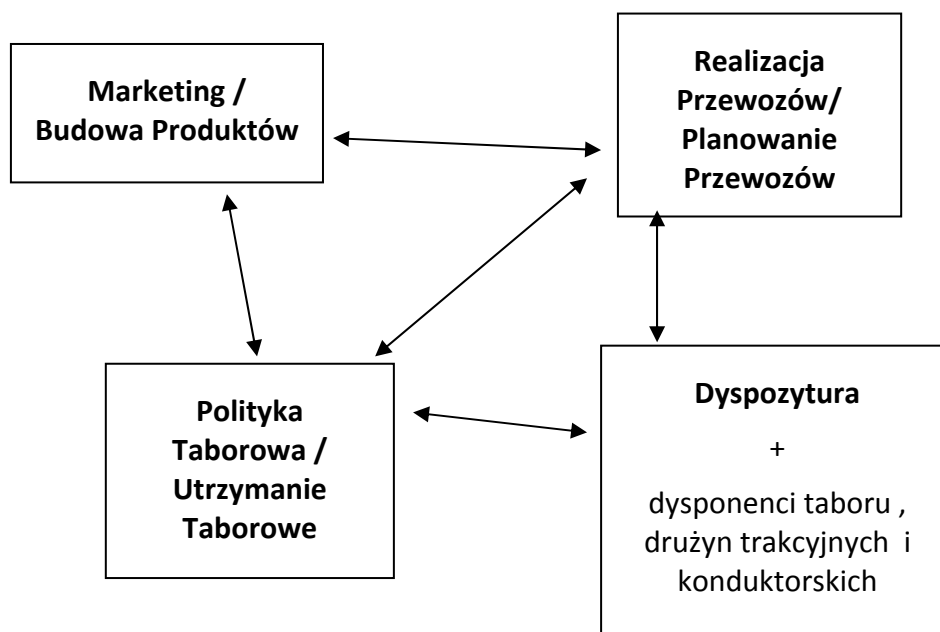 Marketing /
Budowa Produktów
Realizacja
Przewozów/
Planowanie
Przewozów
Polityka
Taborowa /
Utrzymanie
Taborowe
Dyspozytura
+
dysponenci taboru ,
drużyn trakcyjnych i
konduktorskich